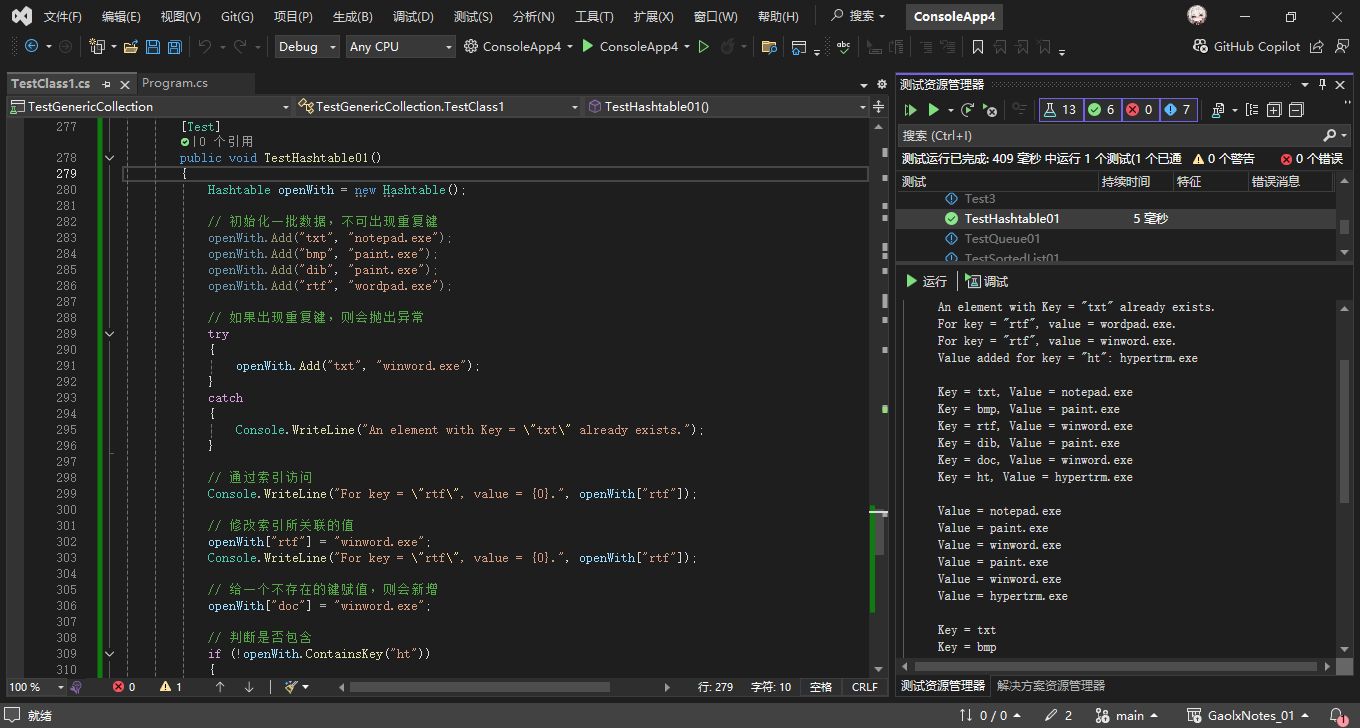 文件(F) 编辑(E) 视图(V) Git(G) 项目(P) 生成(B) 调试(D) 测试(S) 分析(N) 工具(T) 扩展(X) 窗口(W) 帮助(H) 搜索 ConsoleApp4
Debug Any CPU ConsoleApp4 ConsoleApp4 abc GitHub Copilot
TestClass1.cs Program.cs
TestGenericCollection TestGenericCollection.TestClass1 TestHashtable01()
277 [Test]
0 个引用
278 public void TestHashtable01()
279 {
280 Hashtable openWith = new Hashtable();
281
282 // 初始化一批数据，不可出现重复键
283 openWith.Add("txt", "notepad.exe");
284 openWith.Add("bmp", "paint.exe");
285 openWith.Add("dib", "paint.exe");
286 openWith.Add("rtf", "wordpad.exe");
287
288 // 如果出现重复键，则会抛出异常
289 try
290 {
291 openWith.Add("txt", "winword.exe");
292 }
293 catch
294 {
295 Console.WriteLine("An element with Key = \"txt\" already exists.");
296 }
297
298 // 通过索引访问
299 Console.WriteLine("For key = \"rtf\", value = {0}.", openWith["rtf"]);
300
301 // 修改索引所关联的值
302 openWith["rtf"] = "winword.exe";
303 Console.WriteLine("For key = \"rtf\", value = {0}.", openWith["rtf"]);
304
305 // 给一个不存在的键赋值，则会新增
306 openWith["doc"] = "winword.exe";
307
308 // 判断是否包含
309 if (!openWith.ContainsKey("ht"))
310 {
100 % 0 1 行: 279 字符: 10 空格 CRLF
测试资源管理器
13 6 0 7
搜索 (Ctrl+I)
测试运行已完成: 409 毫秒 中运行 1 个测试(1 个已通 0 个警告 0 个错误
测试 持续时间 特征 错误消息
Test3
TestHashtable01 5 毫秒
TestQueue01
TestSortedList01
运行 调试
An element with Key = "txt" already exists.
For key = "rtf", value = wordpad.exe.
For key = "rtf", value = winword.exe.
Value added for key = "ht": hypertrm.exe
Key = txt, Value = notepad.exe
Key = bmp, Value = paint.exe
Key = rtf, Value = winword.exe
Key = dib, Value = paint.exe
Key = doc, Value = winword.exe
Key = ht, Value = hypertrm.exe
Value = notepad.exe
Value = paint.exe
Value = winword.exe
Value = paint.exe
Value = winword.exe
Value = hypertrm.exe
Key = txt
Key = bmp
测试资源管理器 解决方案资源管理器
就绪 0 / 0 2 main GaolxNotes_01 1